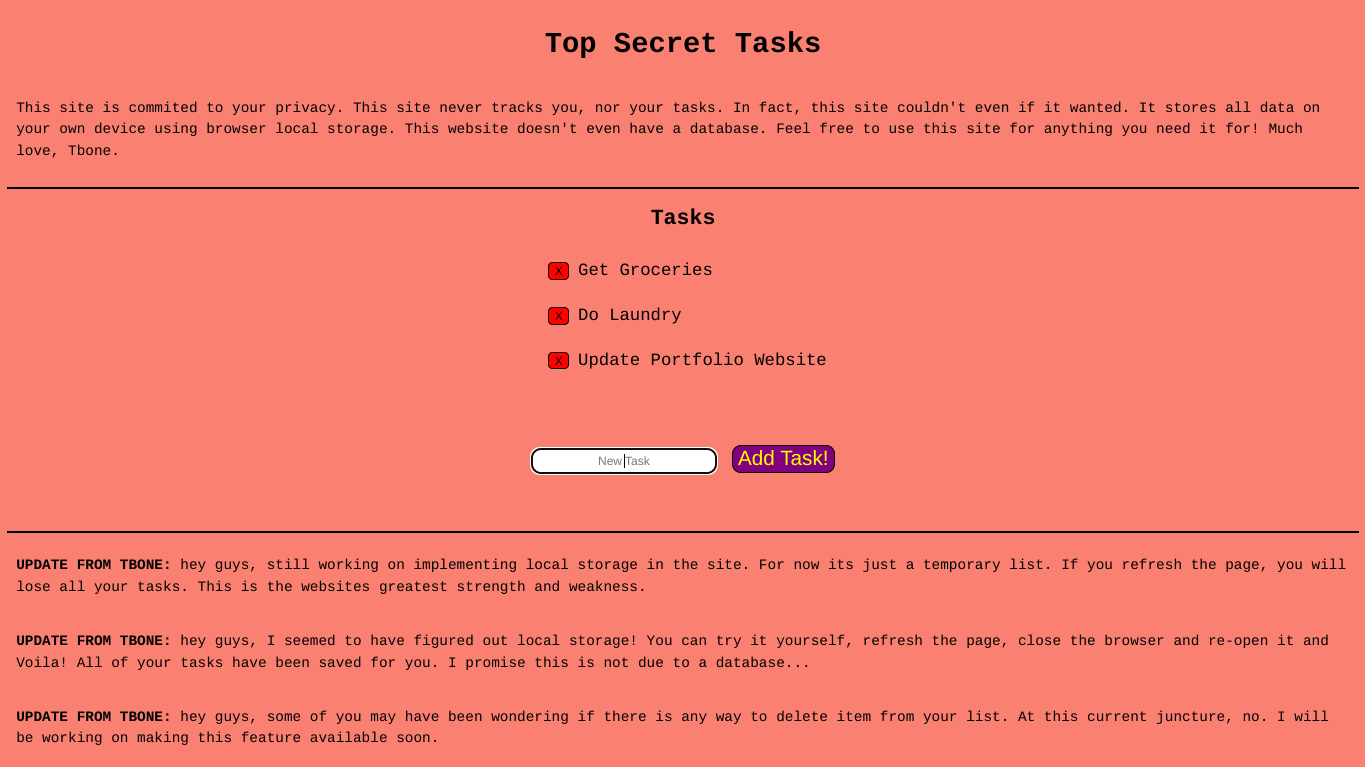 Top Secret Tasks
This site is commited to your privacy. This site never tracks you, nor your tasks. In fact, this site couldn't even if it wanted. It stores all data on
your own device using browser local storage. This website doesn't even have a database. Feel free to use this site for anything you need it for! Much
love, Tbone.
Tasks
X Get Groceries
X Do Laundry
X Update Portfolio Website
New Task Add Task!
UPDATE FROM TBONE: hey guys, still working on implementing local storage in the site. For now its just a temporary list. If you refresh the page, you will
lose all your tasks. This is the websites greatest strength and weakness.
UPDATE FROM TBONE: hey guys, I seemed to have figured out local storage! You can try it yourself, refresh the page, close the browser and re-open it and
Voila! All of your tasks have been saved for you. I promise this is not due to a database...
UPDATE FROM TBONE: hey guys, some of you may have been wondering if there is any way to delete item from your list. At this current juncture, no. I will
be working on making this feature available soon.